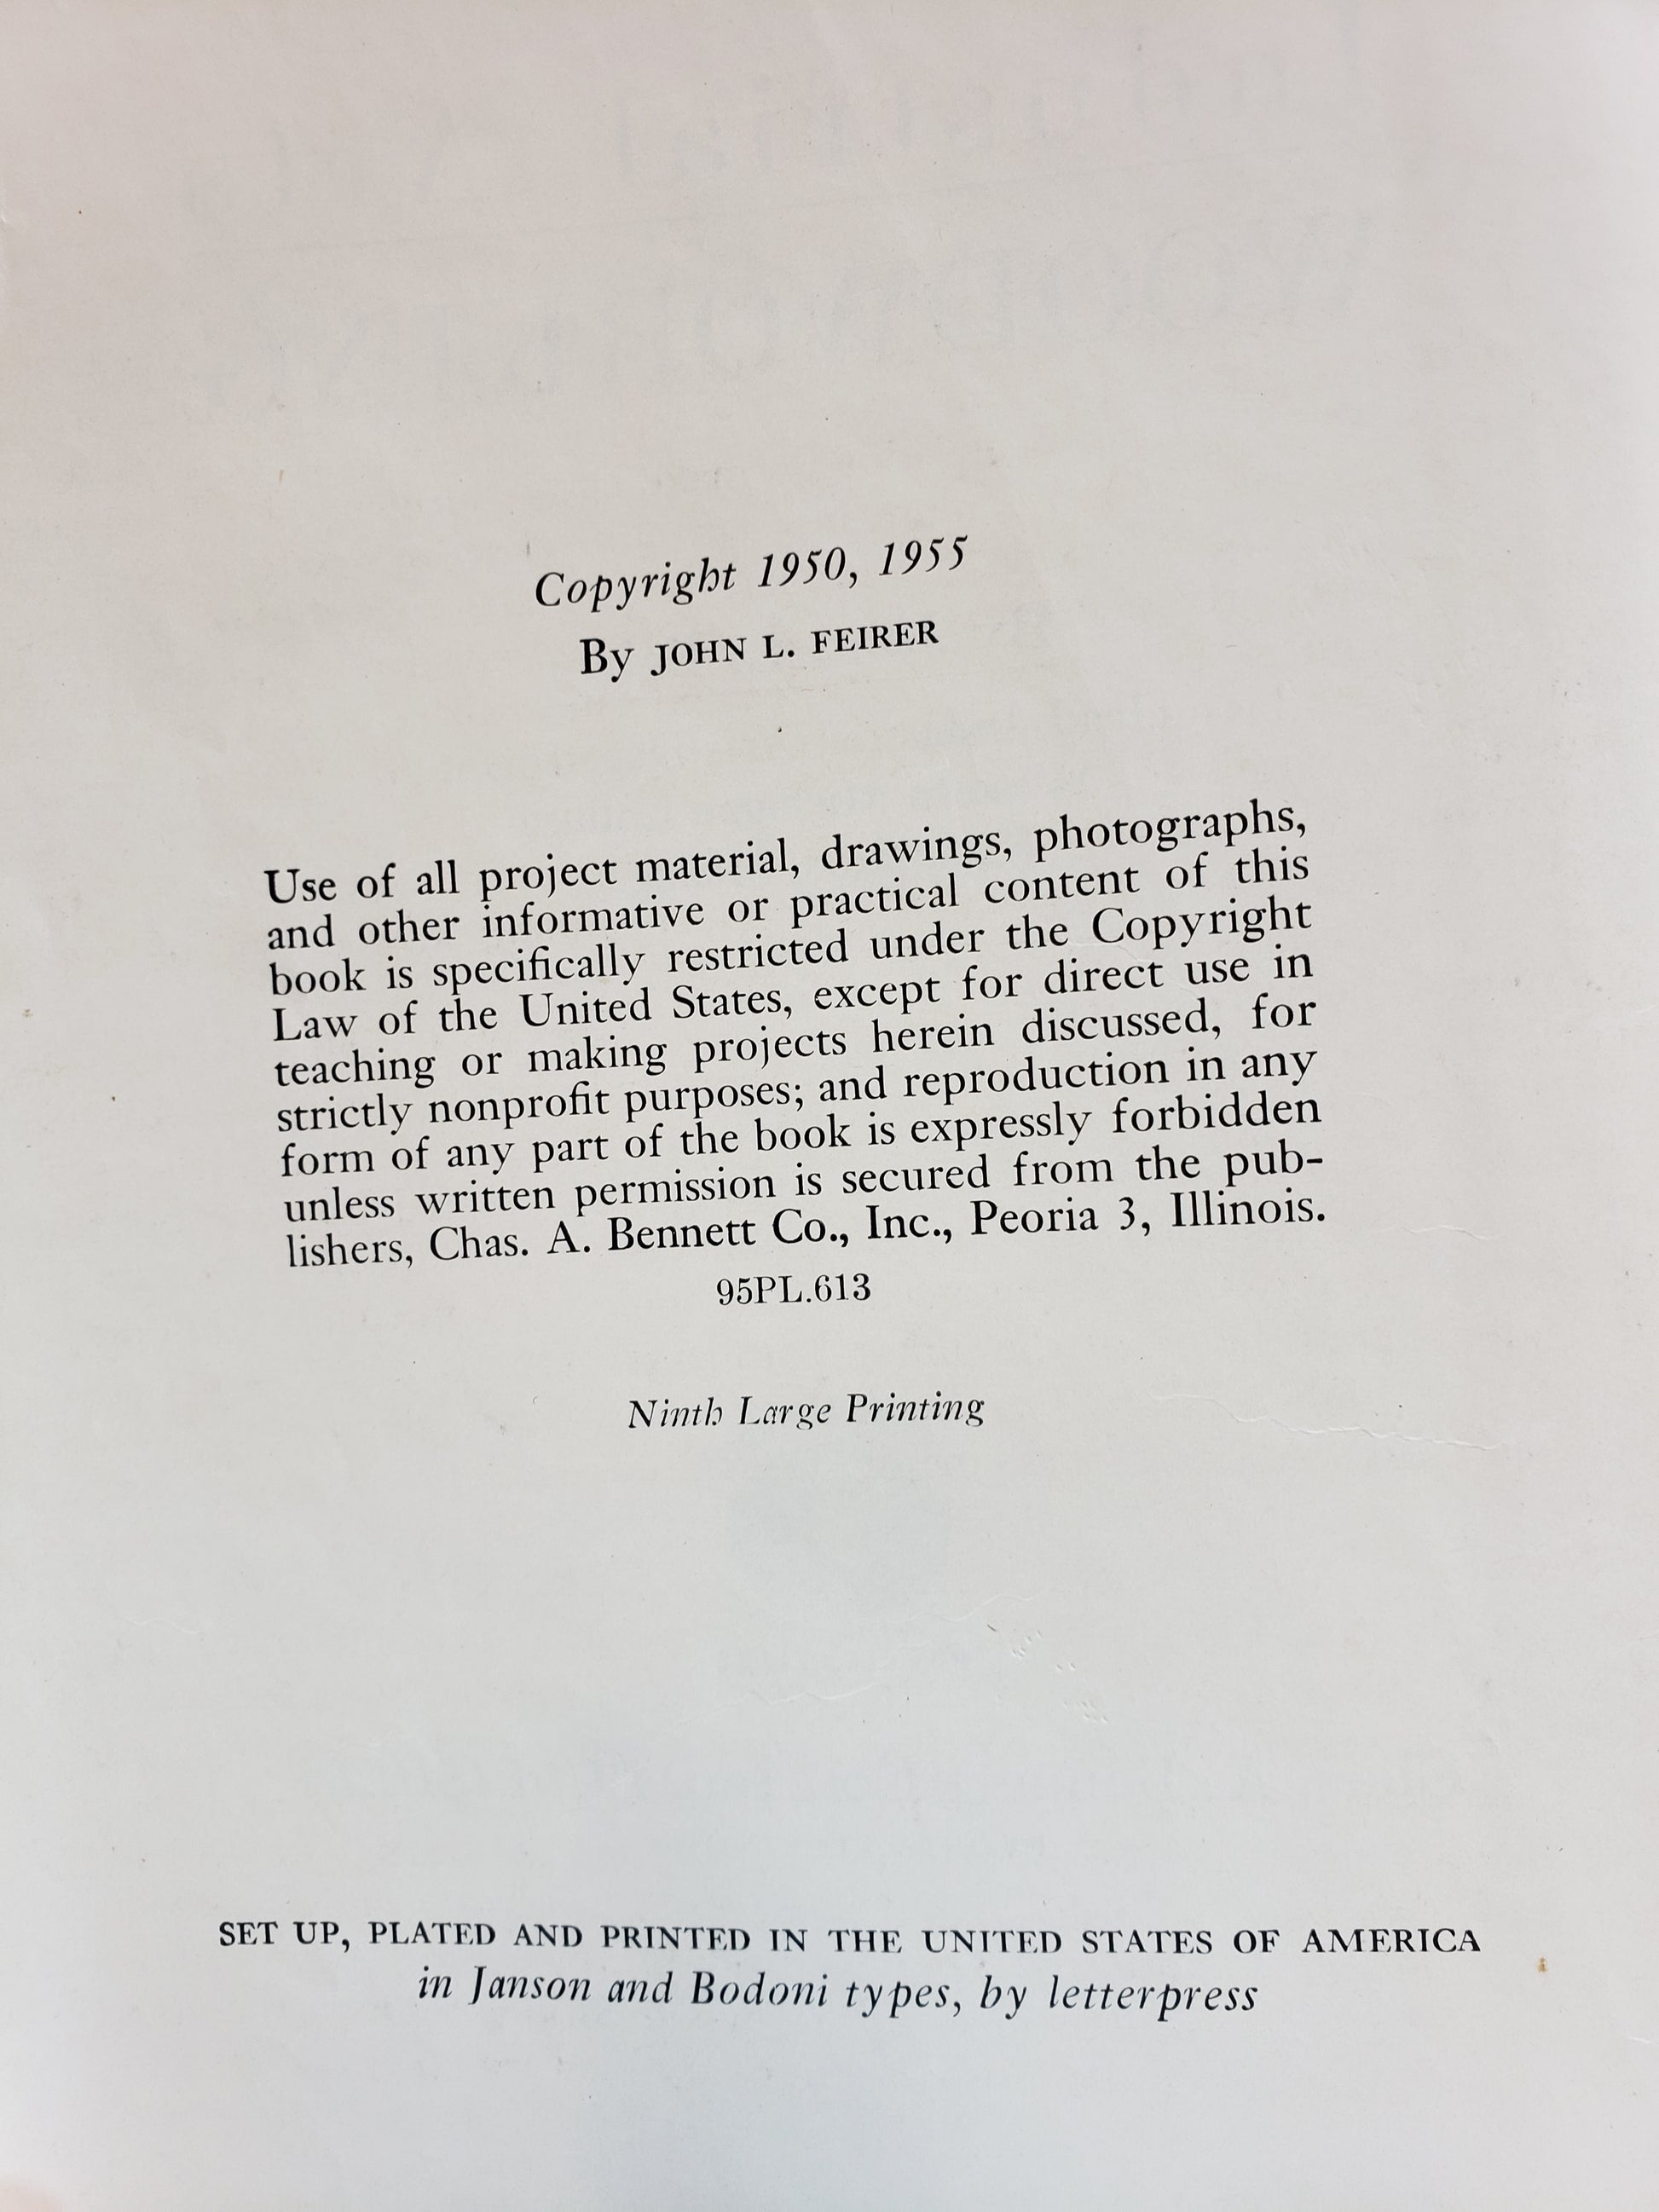 Copyright 1950, 1955
By JOHN L. FEIRER
Use of all project material, drawings, photographs,
and other informative or practical content of this
book is specifically restricted under the Copyright
Law of the United States, except for direct use in
teaching or making projects herein discussed, for
strictly nonprofit purposes; and reproduction in any
form of any part of the book is expressly forbidden
unless written permission is secured from the pub-
lishers, Chas. A. Bennett Co., Inc., Peoria 3, Illinois.
95PL.613
Ninth Large Printing
SET UP, PLATED AND PRINTED IN THE UNITED STATES OF AMERICA
in Janson and Bodoni types, by letterpress